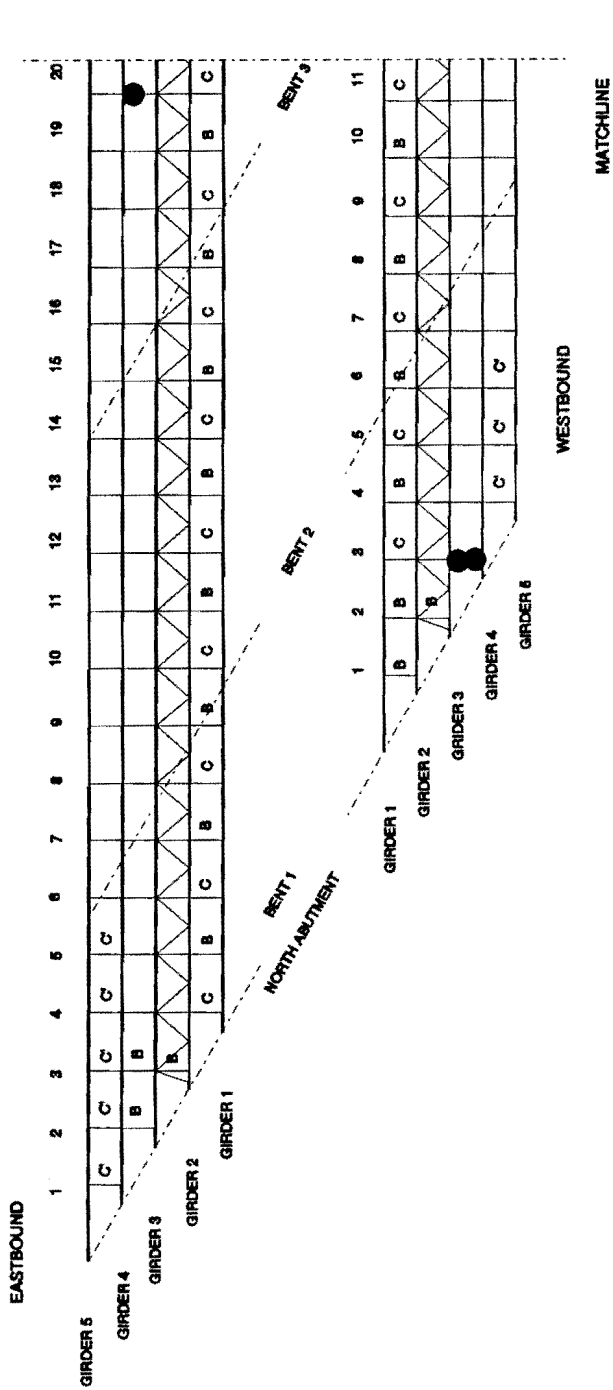 EASTBOUND
1 2 3 4 5 6 7 8 9 10 11 12 13 14 15 16 17 18 19 20
GIRDER 5
C' C' C' C' C'
GIRDER 4
B B
GIRDER 3
B
GIRDER 2
C B C B C B C B C B C B C B C B C
GIRDER 1
NORTH ABUTMENT
BENT 1
BENT 2
BENT 3
1 2 3 4 5 6 7 8 9 10 11
GIRDER 1
B B C B C B C B C B C
GIRDER 2
B
GRIDER 3
GIRDER 4
C' C' C'
GIRDER 5
WESTBOUND
MATCHLINE